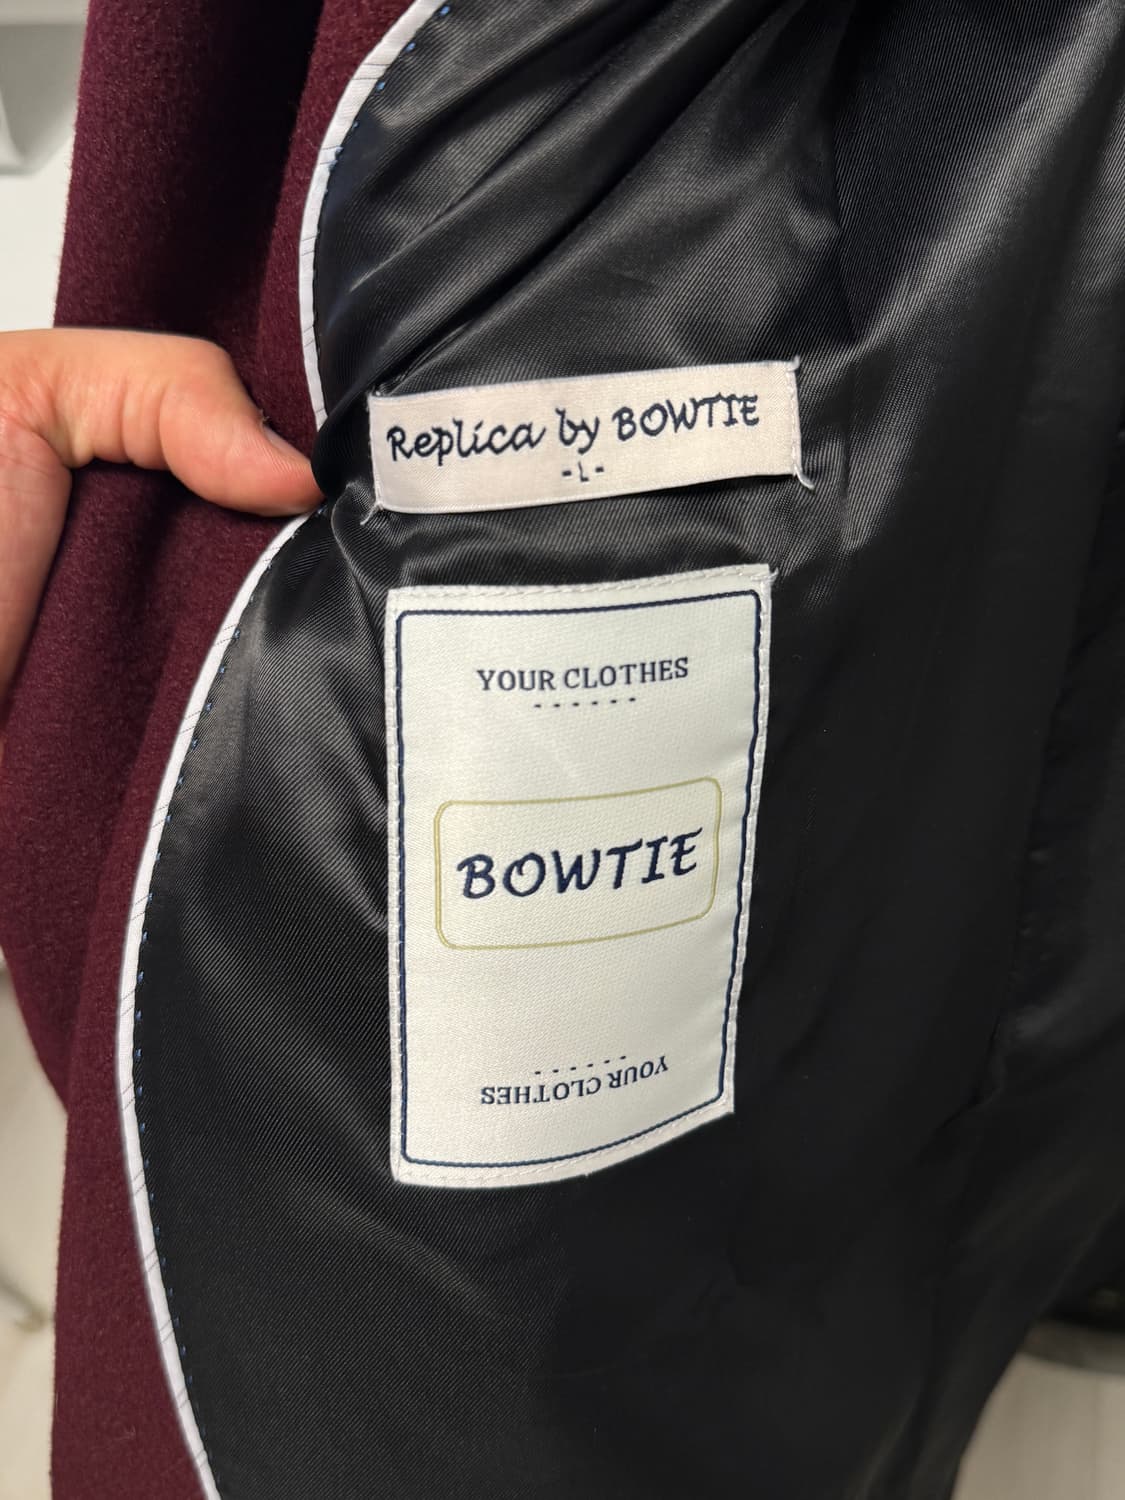 Replica by BOWTIE
-L-
YOUR CLOTHES
BOWTIE
YOUR CLOTHES